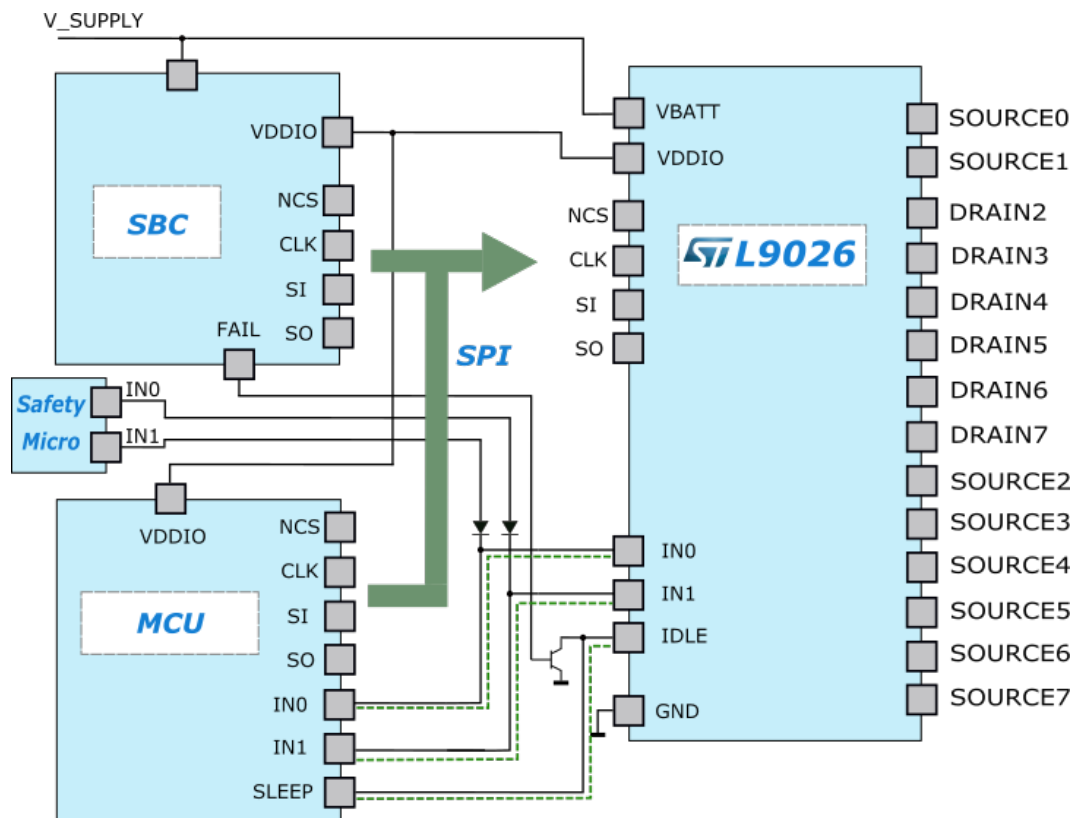 V_SUPPLY
VDDIO
NCS
CLK
SI
SO
SBC
FAIL
Safety
Micro
IN0
IN1
VDDIO
NCS
CLK
SI
SO
IN0
IN1
SLEEP
MCU
SPI
VBATT
VDDIO
NCS
CLK
SI
SO
ST L9026
IN0
IN1
IDLE
GND
SOURCE0
SOURCE1
DRAIN2
DRAIN3
DRAIN4
DRAIN5
DRAIN6
DRAIN7
SOURCE2
SOURCE3
SOURCE4
SOURCE5
SOURCE6
SOURCE7